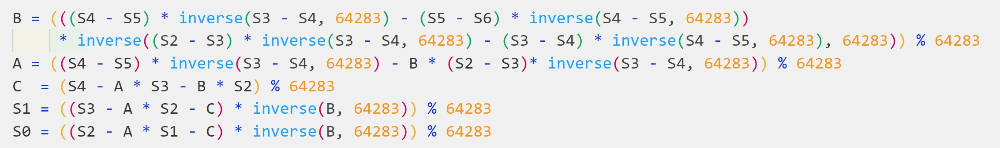 B = (((S4 - S5) * inverse(S3 - S4, 64283) - (S5 - S6) * inverse(S4 - S5, 64283))
* inverse((S2 - S3) * inverse(S3 - S4, 64283) - (S3 - S4) * inverse(S4 - S5, 64283), 64283)) % 64283
A = ((S4 - S5) * inverse(S3 - S4, 64283) - B * (S2 - S3)* inverse(S3 - S4, 64283)) % 64283
C  = (S4 - A * S3 - B * S2) % 64283
S1 = ((S3 - A * S2 - C) * inverse(B, 64283)) % 64283
S0 = ((S2 - A * S1 - C) * inverse(B, 64283)) % 64283